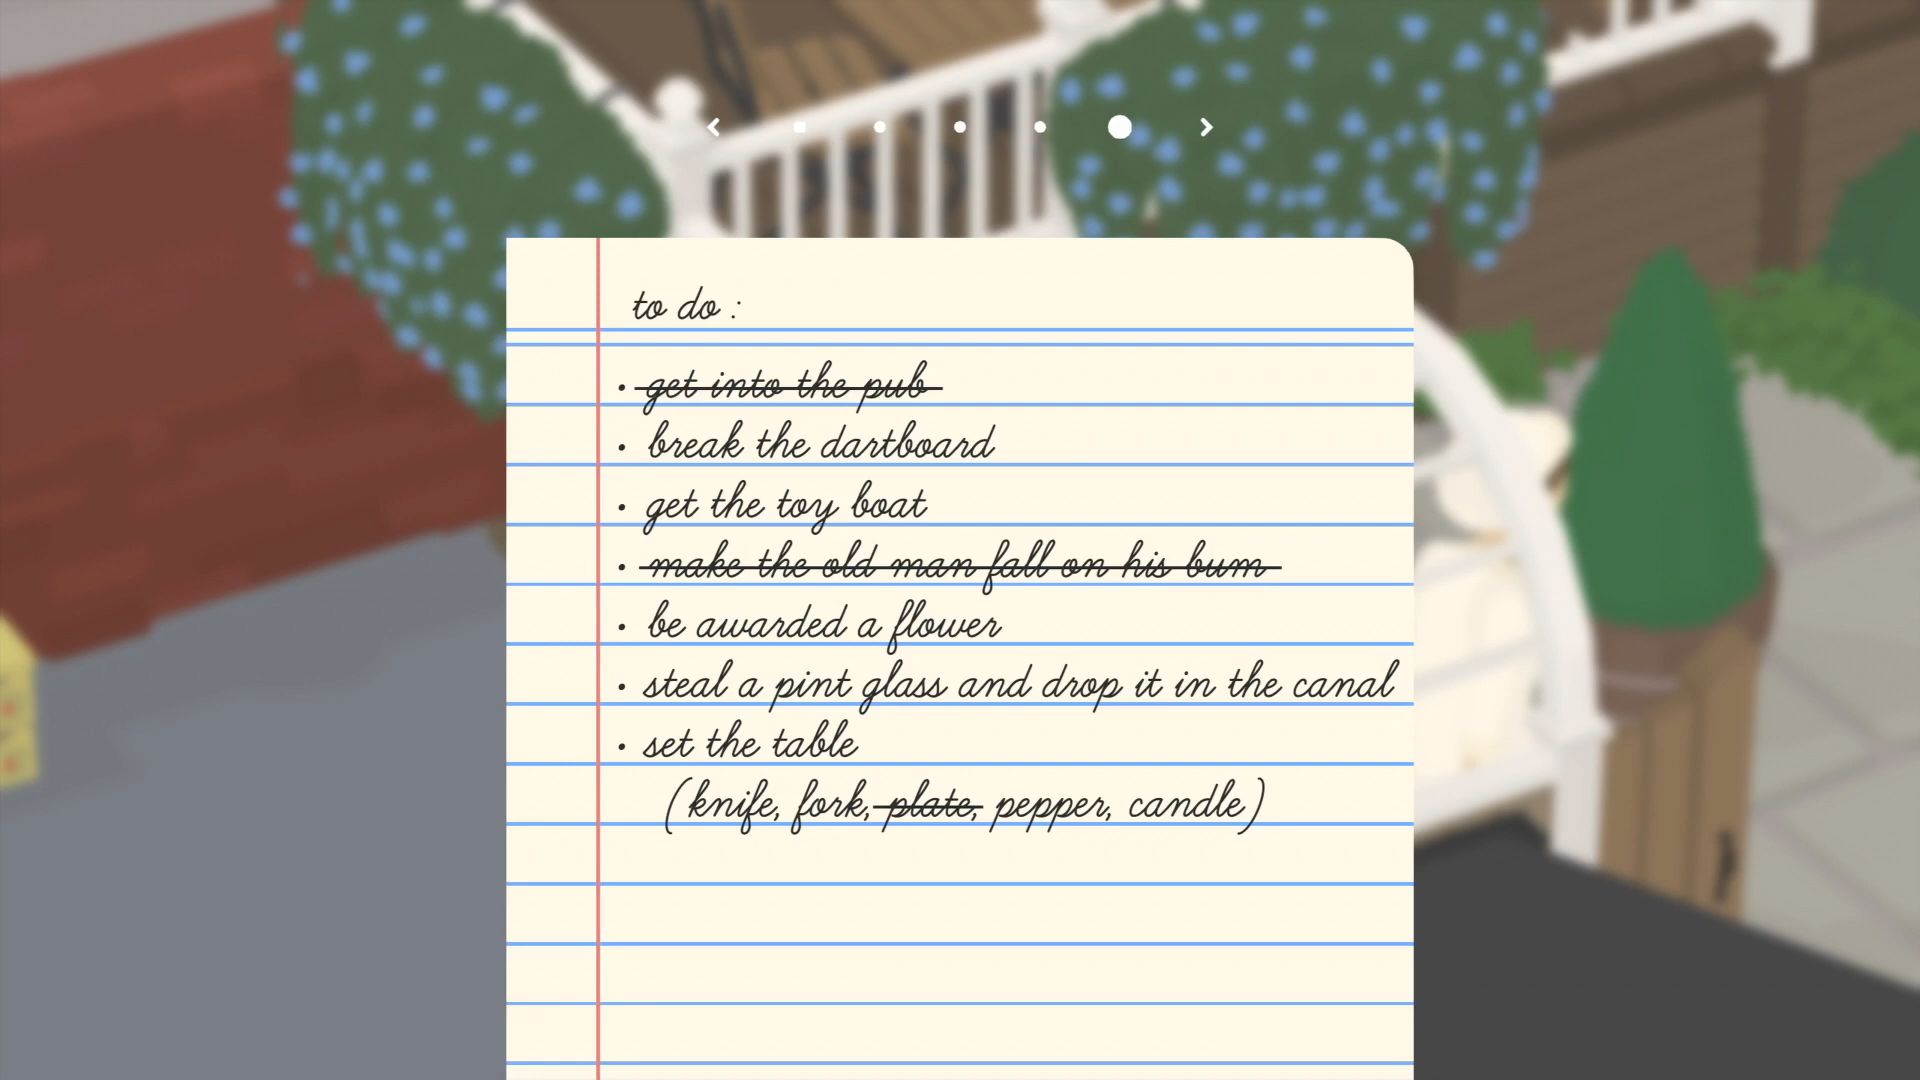 to do :
• get into the pub
• break the dartboard
• get the toy boat
• make the old man fall on his bum
• be awarded a flower
• steal a pint glass and drop it in the canal
• set the table
(knife, fork, plate, pepper, candle)